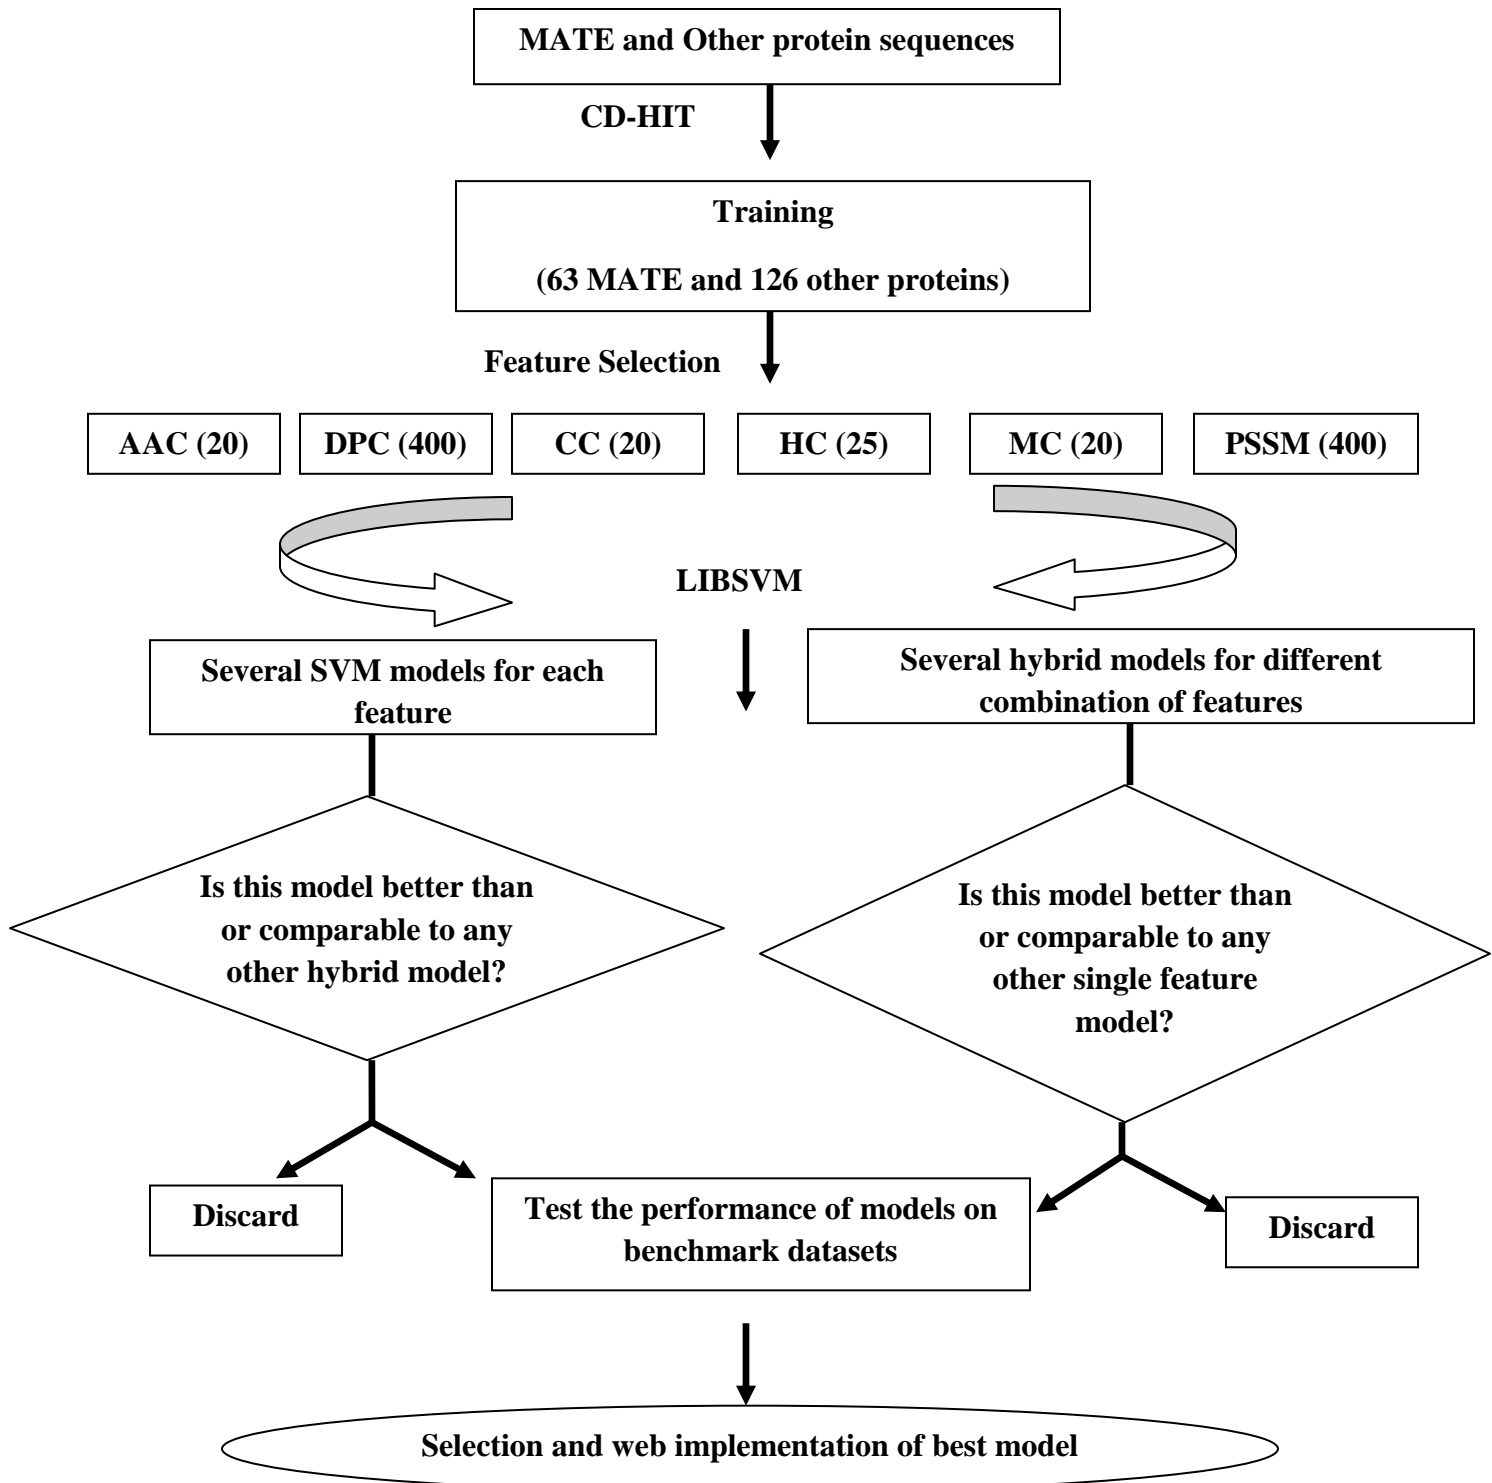 MATE and Other protein sequences
CD-HIT
Training
(63 MATE and 126 other proteins)
Feature Selection
AAC (20)
DPC (400)
CC (20)
HC (25)
MC (20)
PSSM (400)
LIBSVM
Several SVM models for each
feature
Several hybrid models for different
combination of features
Is this model better than
or comparable to any
other hybrid model?
Is this model better than
or comparable to any
other single feature
model?
Discard
Test the performance of models on
benchmark datasets
Discard
Selection and web implementation of best model